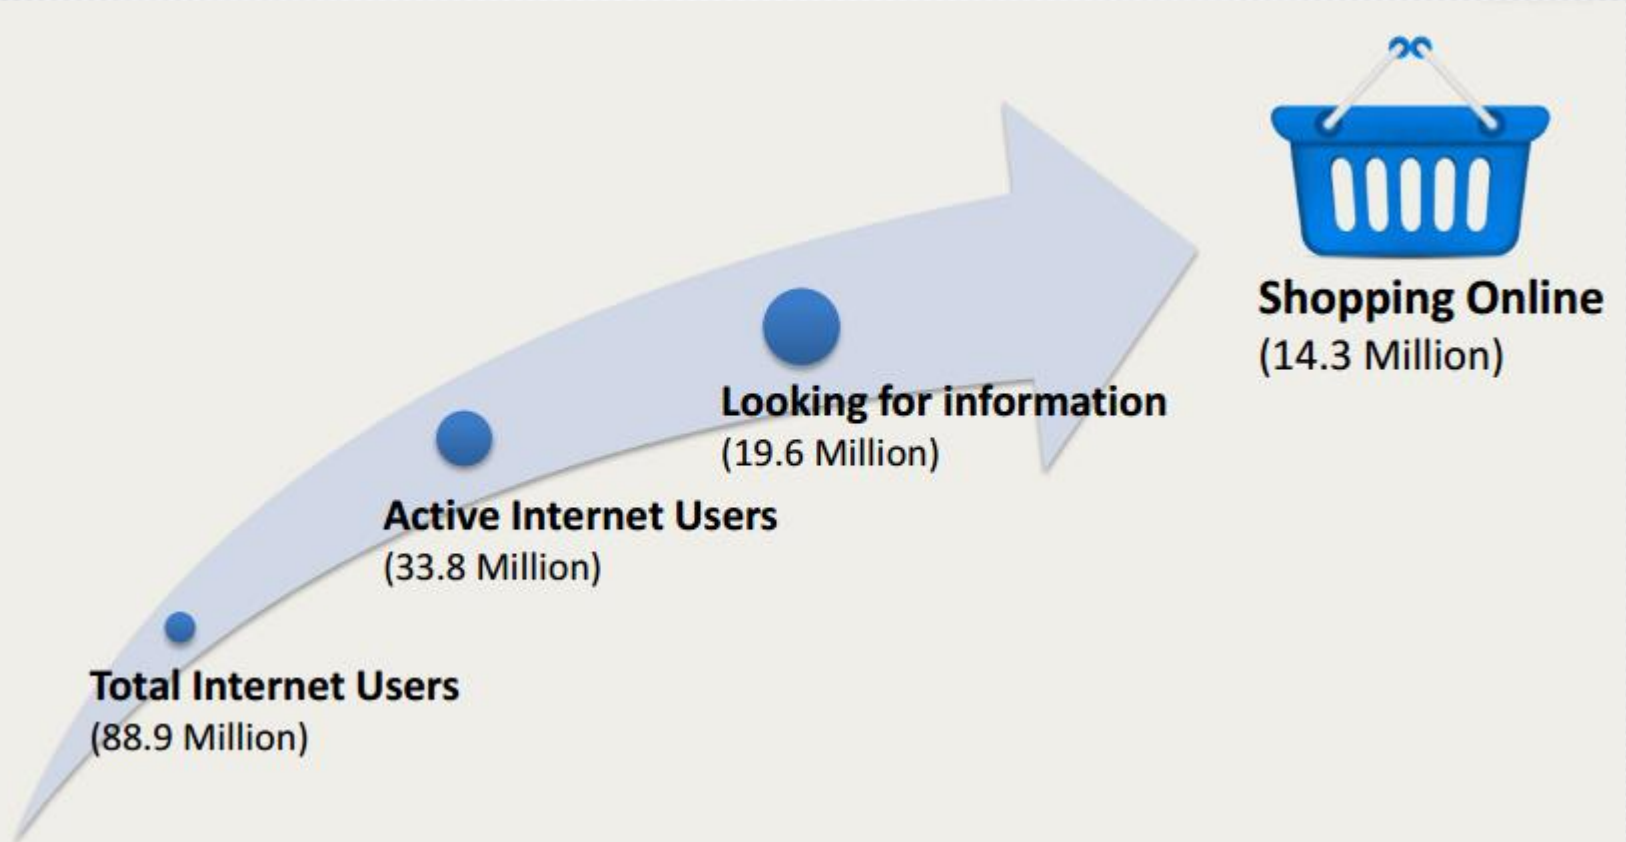 Shopping Online
(14.3 Million)
Looking for information
(19.6 Million)
Active Internet Users
(33.8 Million)
Total Internet Users
(88.9 Million)